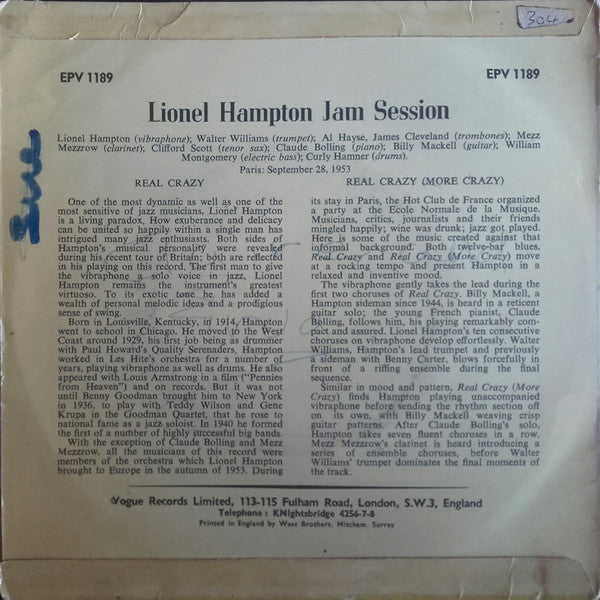 304
EPV 1189
EPV 1189
Lionel Hampton Jam Session
Lionel Hampton (vibraphone); Walter Williams (trumpet); Al Hayse, James Cleveland (trombones); Mezz
Mezzrow (clarinet); Clifford Scott (tenor sax); Claude Bolling (piano); Billy Mackell (guitar); William
Montgomery (electric bass); Curly Hamner (drums).
Paris: September 28, 1953
REAL CRAZY
One of the most dynamic as well as one of the
most sensitive of jazz musicians, Lionel Hampton
is a living paradox. How exuberance and delicacy
can be united so happily within a single man has
intrigued many jazz enthusiasts. Both sides of
Hampton's musical personality were revealed
during his recent tour of Britain; both are reflected
in his playing on this record. The first man to give
the vibraphone a solo voice in jazz, Lionel
Hampton remains the instrument's greatest
virtuoso. To its exotic tone he has added a
wealth of personal melodic ideas and a prodigious
sense of swing.
Born in Louisville, Kentucky, in 1914, Hampton
went to school in Chicago. He moved to the West
Coast around 1929, his first job being as drummer
with Paul Howard's Quality Serenaders. Hampton
worked in Les Hite's orchestra for a number of
years, playing vibraphone as well as drums. He also
appeared with Louis Armstrong in a film ("Pennies
from Heaven") and on records. But it was not
until Benny Goodman brought him to New York
in 1936, to play with Teddy Wilson and Gene
Krupa in the Goodman Quartet, that he rose to
national fame as a jazz soloist. In 1940 he formed
the first of a number of highly successful big bands.
With the exception of Claude Bolling and Mezz
Mezzrow, all the musicians of this record were
members of the orchestra which Lionel Hampton
brought to Europe in the autumn of 1953. During
REAL CRAZY (MORE CRAZY)
its stay in Paris, the Hot Club de France organized
a party at the Ecole Normale de la Musique.
Musicians, critics, journalists and their friends
mingled happily; wine was drunk; jazz got played.
Here is some of the music created against that
informal background. Both twelve-bar blues,
Real Crazy and Real Crazy (More Crazy) move
at a rocking tempo and present Hampton in a
relaxed and inventive mood.
The vibraphone gently takes the lead during the
first two choruses of Real Crazy. Billy Mackell, a
Hampton sideman since 1944, is heard in a reticent
guitar solo; the young French pianist, Claude
Bolling, follows him, his playing remarkably com-
pact and assured. Lionel Hampton's ten consecutive
choruses on vibraphone develop effortlessly. Walter
Williams, Hampton's lead trumpet and previously
a sideman with Benny Carter, blows forcefully in
front of a riffing ensemble during the final
sequence.
Similar in mood and pattern, Real Crazy (More
Crazy) finds Hampton playing unaccompanied
vibraphone before sending the rhythm section off
on its own, with Billy Mackell weaving crisp
guitar patterns. After Claude Bolling's solo,
Hampton takes seven fluent choruses in a row.
Mezz Mezzrow's clarinet is heard introducing a
series of ensemble choruses, before Walter
Williams' trumpet dominates the final moments of
the track.
Vogue Records Limited, 113-115 Fulham Road, London, S.W.3, England
Telephone: KNIghtsbridge 4256-7-8
Printed in England by West Brothers, Mitcham, Surrey